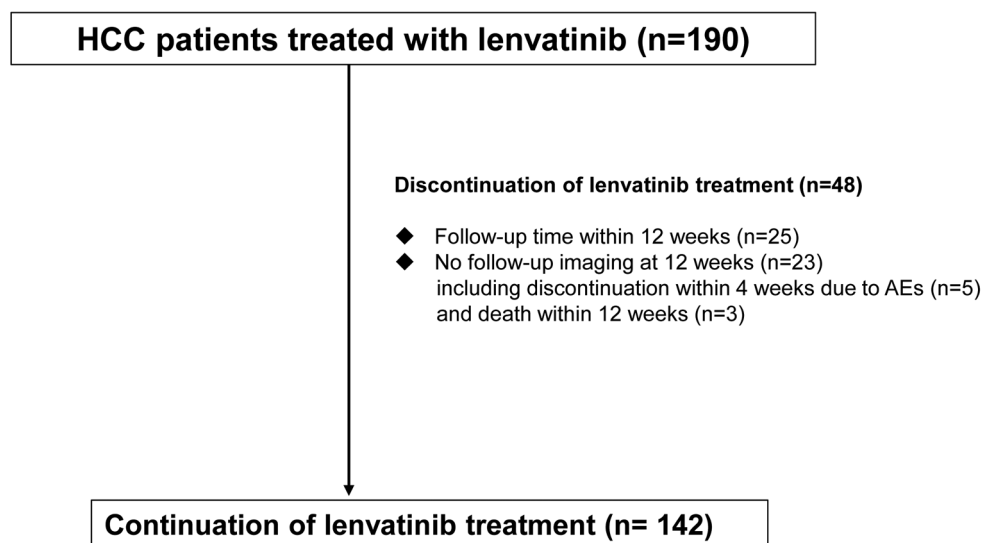 HCC patients treated with lenvatinib (n=190)
Discontinuation of lenvatinib treatment (n=48)
◆ Follow-up time within 12 weeks (n=25)
◆ No follow-up imaging at 12 weeks (n=23)
including discontinuation within 4 weeks due to AEs (n=5)
and death within 12 weeks (n=3)
Continuation of lenvatinib treatment (n= 142)